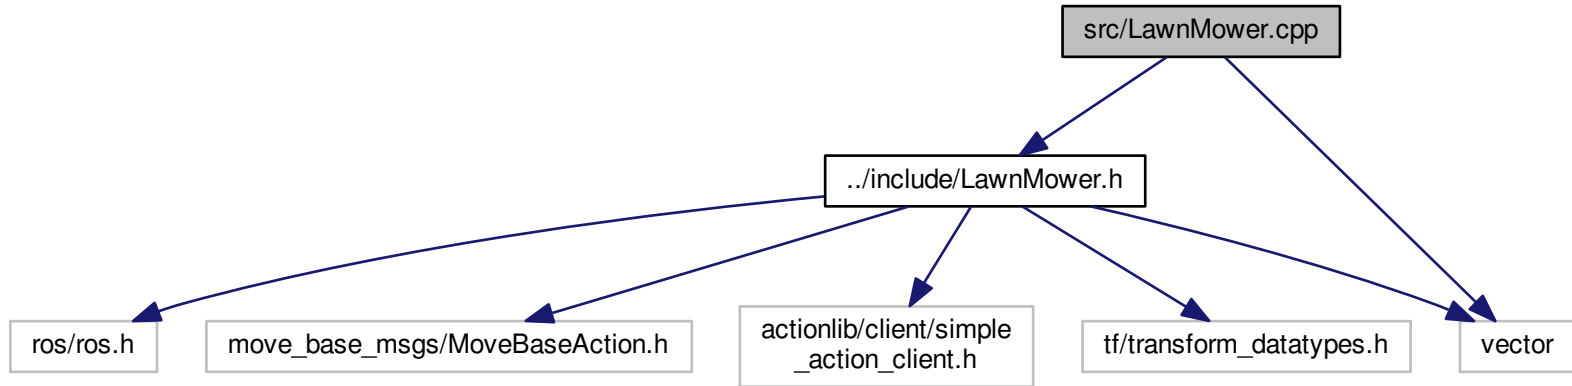 src/LawnMower.cpp
../include/LawnMower.h
ros/ros.h
move_base_msgs/MoveBaseAction.h
actionlib/client/simple
_action_client.h
tf/transform_datatypes.h
vector